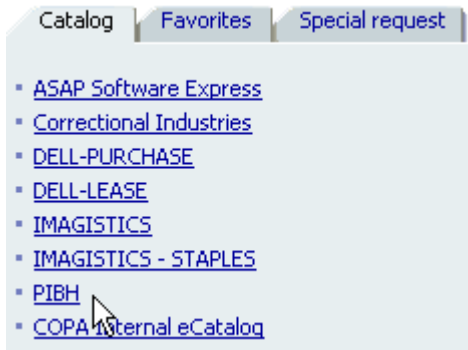 Catalog Favorites Special request
ASAP Software Express
Correctional Industries
DELL-PURCHASE
DELL-LEASE
IMAGISTICS
IMAGISTICS - STAPLES
PIBH
COPA Internal eCatalog